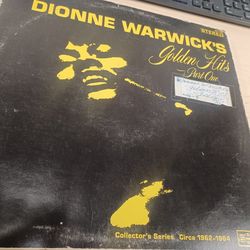 STEREO
DIONNE WARWICK'S
Golden Hits
Part One
Collector's Series, Circa 1962-1964